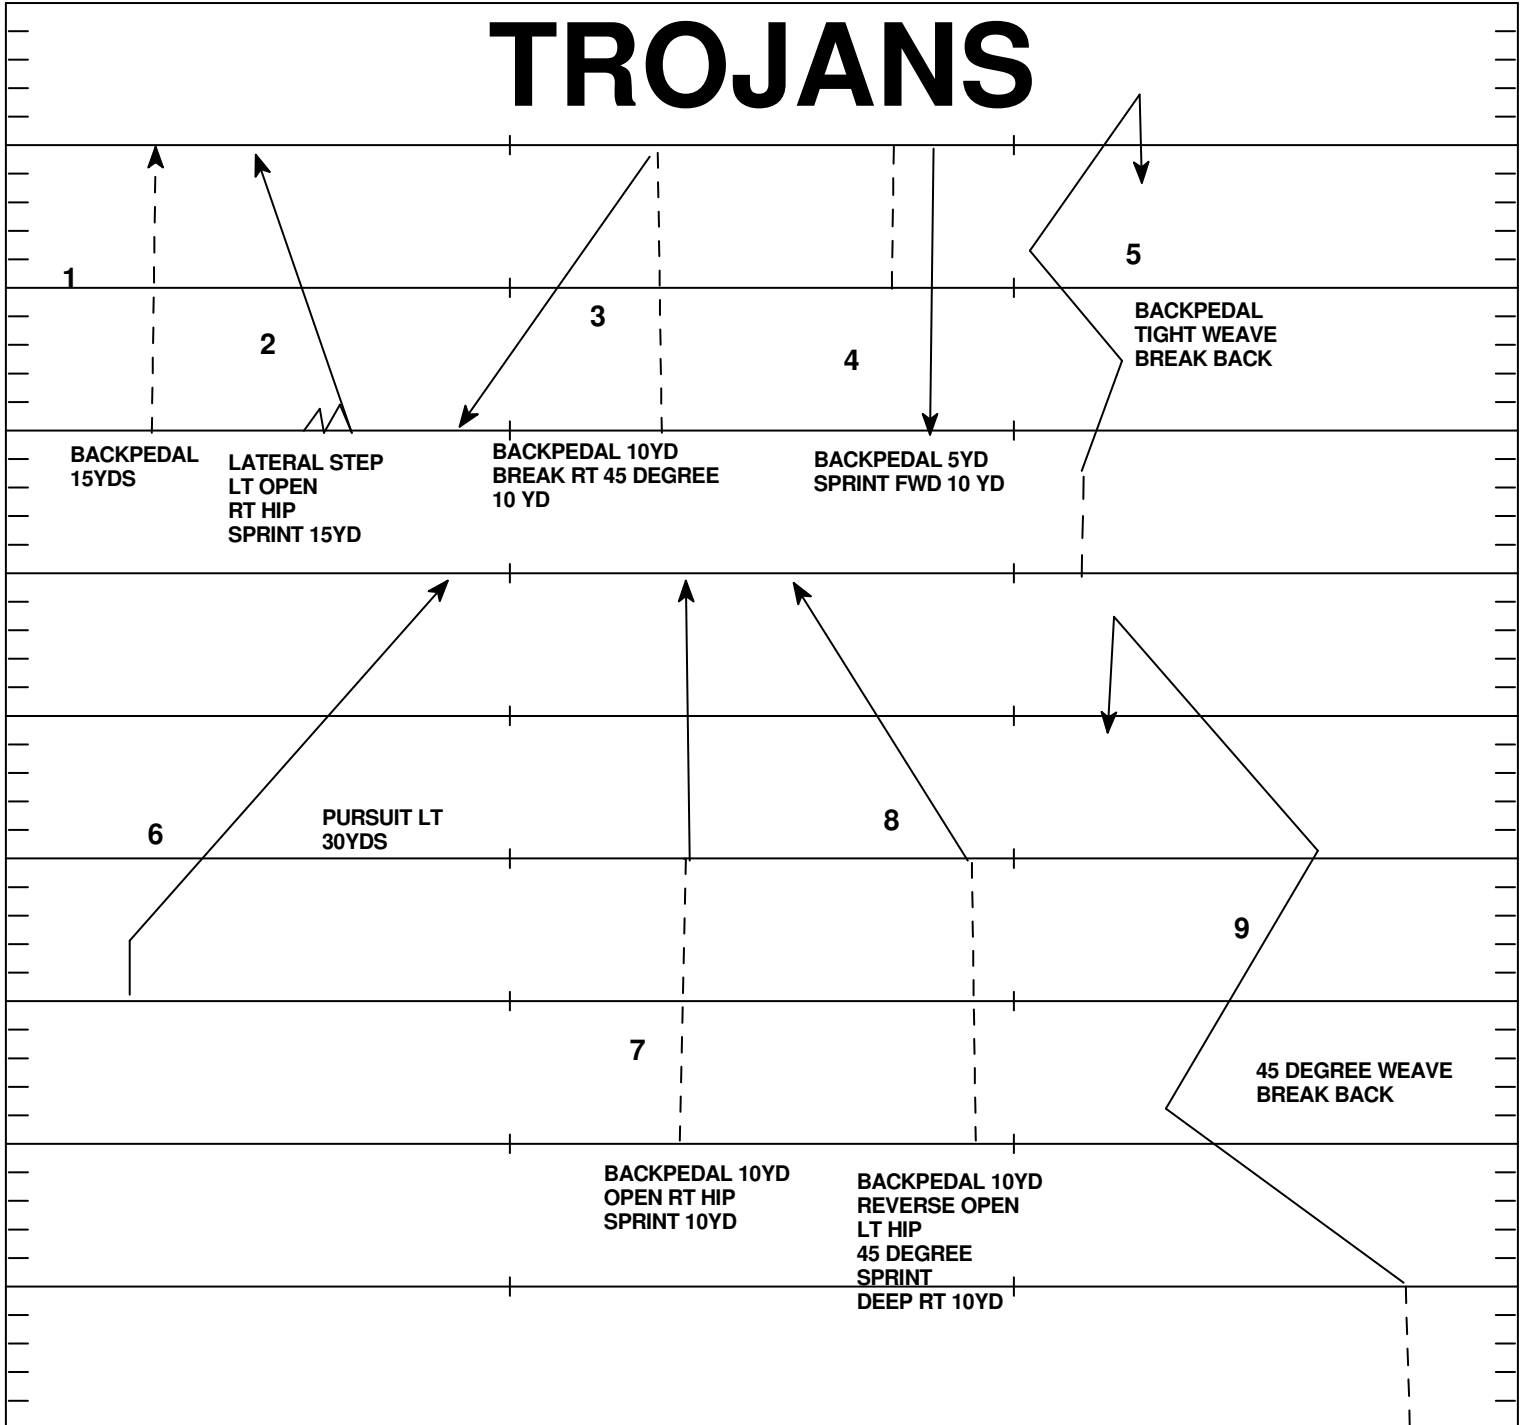 TROJANS
1
BACKPEDAL
15YDS
2
LATERAL STEP
LT OPEN
RT HIP
SPRINT 15YD
3
BACKPEDAL 10YD
BREAK RT 45 DEGREE
10 YD
4
BACKPEDAL 5YD
SPRINT FWD 10 YD
5
BACKPEDAL
TIGHT WEAVE
BREAK BACK
6
PURSUIT LT
30YDS
7
BACKPEDAL 10YD
OPEN RT HIP
SPRINT 10YD
8
BACKPEDAL 10YD
REVERSE OPEN
LT HIP
45 DEGREE
SPRINT
DEEP RT 10YD
9
45 DEGREE WEAVE
BREAK BACK